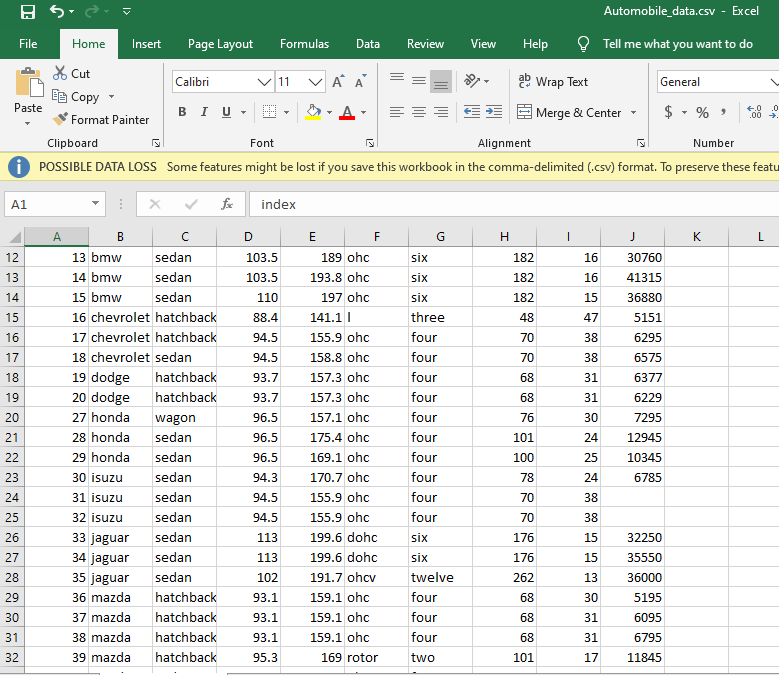 Automobile_data.csv - Excel
File Home Insert Page Layout Formulas Data Review View Help Tell me what you want to do
Cut
Copy
Format Painter
Paste
Calibri 11 A A
B I U A
ab Wrap Text
Merge & Center
General
$ % , .00
Clipboard Font Alignment Number
POSSIBLE DATA LOSS Some features might be lost if you save this workbook in the comma-delimited (.csv) format. To preserve these featu
A1 fx index
A B C D E F G H I J K L
12 13 bmw sedan 103.5 189 ohc six 182 16 30760
13 14 bmw sedan 103.5 193.8 ohc six 182 16 41315
14 15 bmw sedan 110 197 ohc six 182 15 36880
15 16 chevrolet hatchback 88.4 141.1 l three 48 47 5151
16 17 chevrolet hatchback 94.5 155.9 ohc four 70 38 6295
17 18 chevrolet sedan 94.5 158.8 ohc four 70 38 6575
18 19 dodge hatchback 93.7 157.3 ohc four 68 31 6377
19 20 dodge hatchback 93.7 157.3 ohc four 68 31 6229
20 27 honda wagon 96.5 157.1 ohc four 76 30 7295
21 28 honda sedan 96.5 175.4 ohc four 101 24 12945
22 29 honda sedan 96.5 169.1 ohc four 100 25 10345
23 30 isuzu sedan 94.3 170.7 ohc four 78 24 6785
24 31 isuzu sedan 94.5 155.9 ohc four 70 38
25 32 isuzu sedan 94.5 155.9 ohc four 70 38
26 33 jaguar sedan 113 199.6 dohc six 176 15 32250
27 34 jaguar sedan 113 199.6 dohc six 176 15 35550
28 35 jaguar sedan 102 191.7 ohcv twelve 262 13 36000
29 36 mazda hatchback 93.1 159.1 ohc four 68 30 5195
30 37 mazda hatchback 93.1 159.1 ohc four 68 31 6095
31 38 mazda hatchback 93.1 159.1 ohc four 68 31 6795
32 39 mazda hatchback 95.3 169 rotor two 101 17 11845